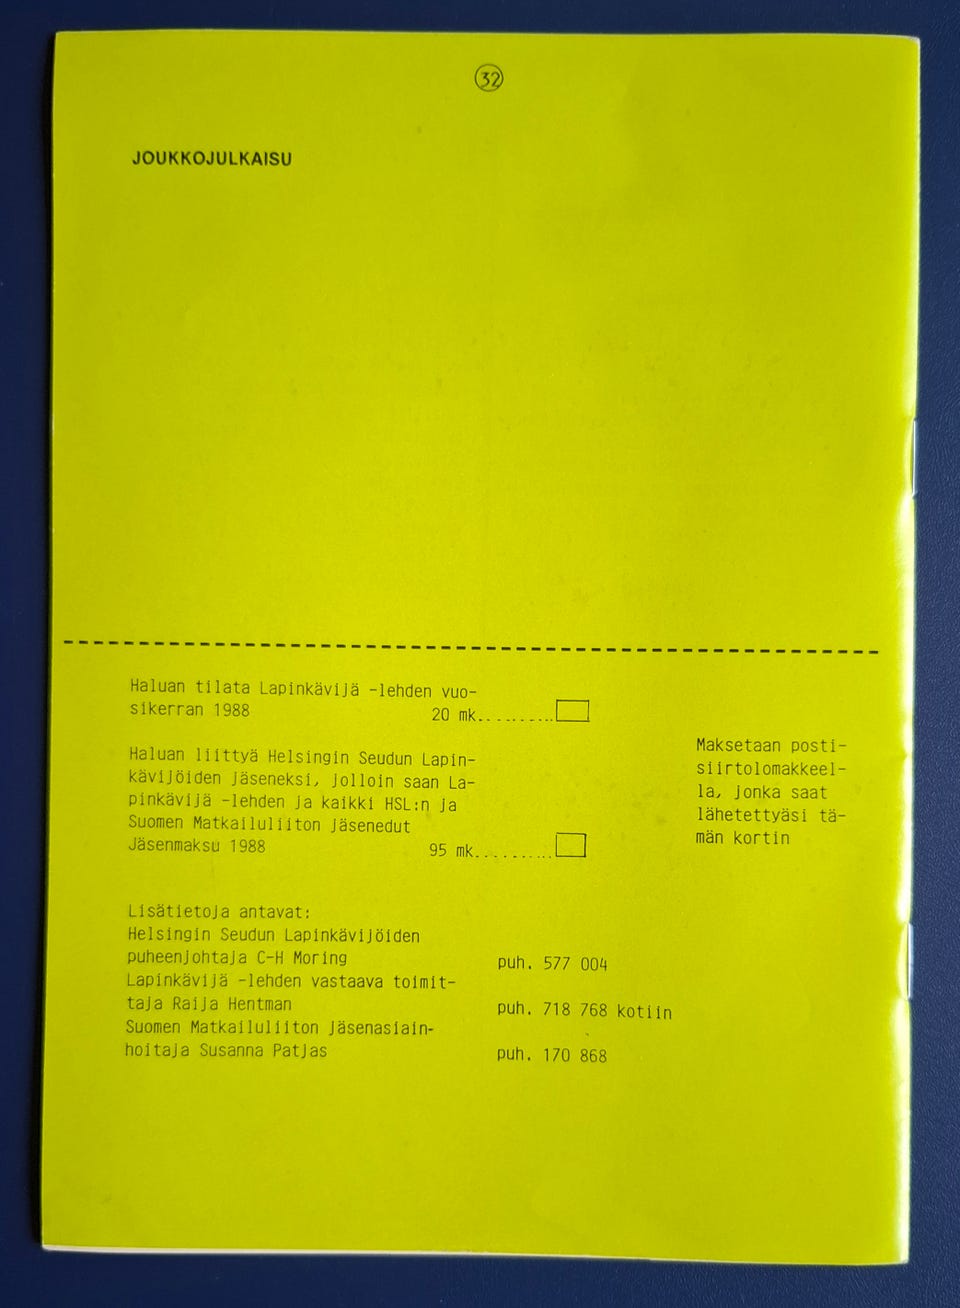 32
JOUKKOJULKAISU
Haluan tilata Lapinkävijä -lehden vuo-
sikerran 1988 20 mk..........
Haluan liittyä Helsingin Seudun Lapin-
kävijöiden jäseneksi, jolloin saan La-
pinkävijä -lehden ja kaikki HSL:n ja
Suomen Matkailuliiton jäsenedut
Jäsenmaksu 1988 95 mk..........
Maksetaan posti-
siirtolomakkeel-
la, jonka saat
lähetettyäsi tä-
män kortin
Lisätietoja antavat:
Helsingin Seudun Lapinkävijöiden
puheenjohtaja C-H Moring puh. 577 004
Lapinkävijä -lehden vastaava toimit-
taja Raija Hentman puh. 718 768 kotiin
Suomen Matkailuliiton jäsenasiain-
hoitaja Susanna Patjas puh. 170 868